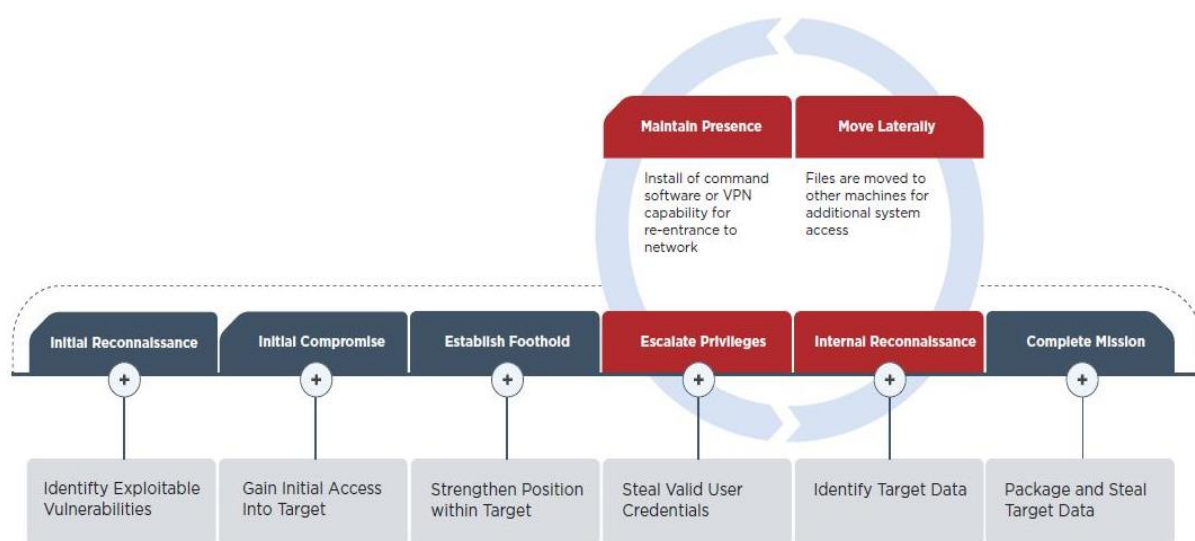 Maintain Presence
Move Laterally
Install of command
software or VPN
capability for
re-entrance to
network
Files are moved to
other machines for
additional system
access
Initial Reconnaissance
Initial Compromise
Establish Foothold
Escalate Privileges
Internal Reconnaissance
Complete Mission
+
+
+
+
+
+
Identifty Exploitable
Vulnerabilities
Gain Initial Access
Into Target
Strengthen Position
within Target
Steal Valid User
Credentials
Identify Target Data
Package and Steal
Target Data